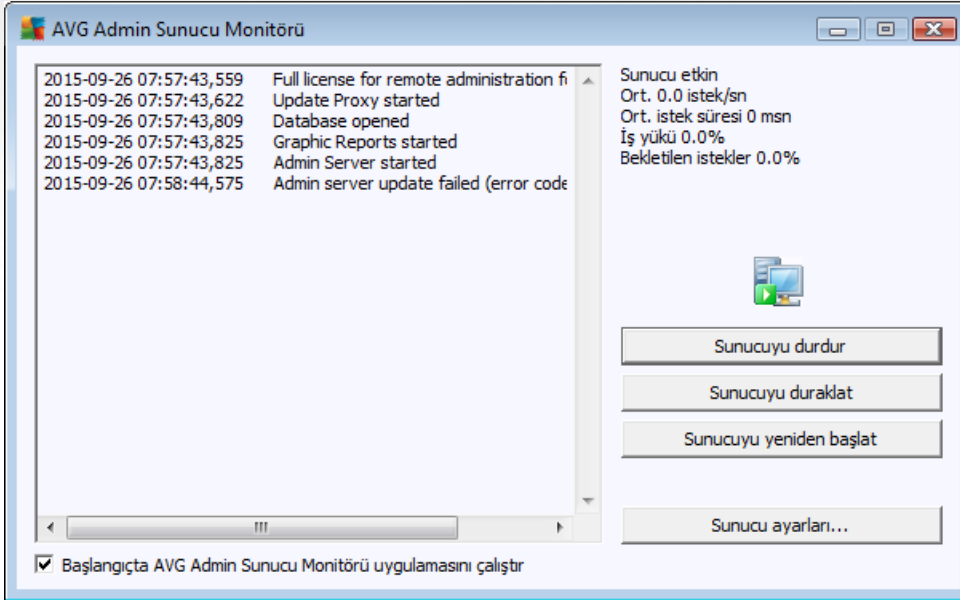 AVG Admin Sunucu Monitörü
2015-09-26 07:57:43,559 Full license for remote administration
2015-09-26 07:57:43,622 Update Proxy started
2015-09-26 07:57:43,809 Database opened
2015-09-26 07:57:43,825 Graphic Reports started
2015-09-26 07:57:43,825 Admin Server started
2015-09-26 07:58:44,575 Admin server update failed (error code
Sunucu etkin
Ort. 0.0 istek/sn
Ort. istek süresi 0 msn
İş yükü 0.0%
Bekletilen istekler 0.0%
Sunucuyu durdur
Sunucuyu duraklat
Sunucuyu yeniden başlat
Sunucu ayarları...
Başlangıçta AVG Admin Sunucu Monitörü uygulamasını çalıştır